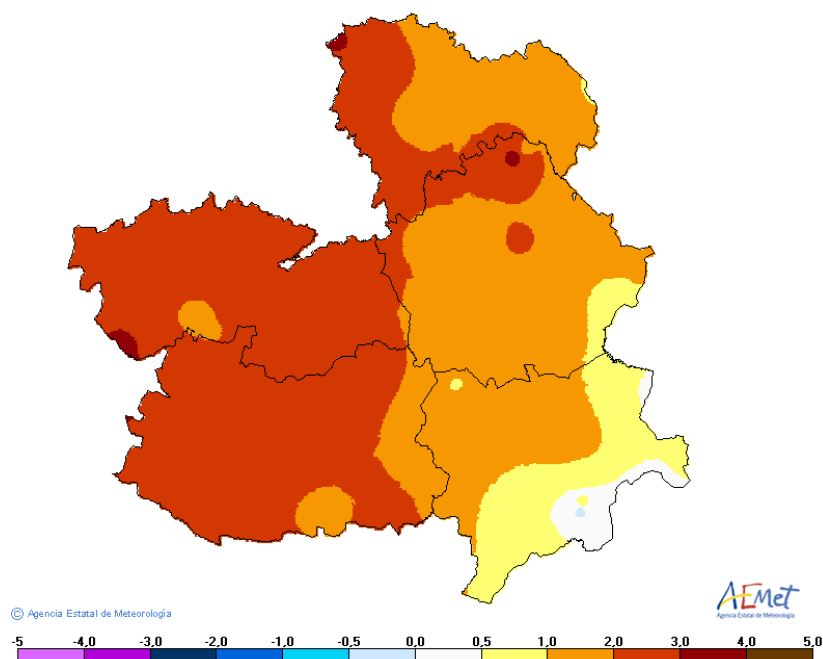 © Agencia Estatal de Meteorología
AEMet
Agencia Estatal de Meteorología
-5 -4,0 -3,0 -2,0 -1,0 -0,5 0,0 0,5 1,0 2,0 3,0 4,0 5,0